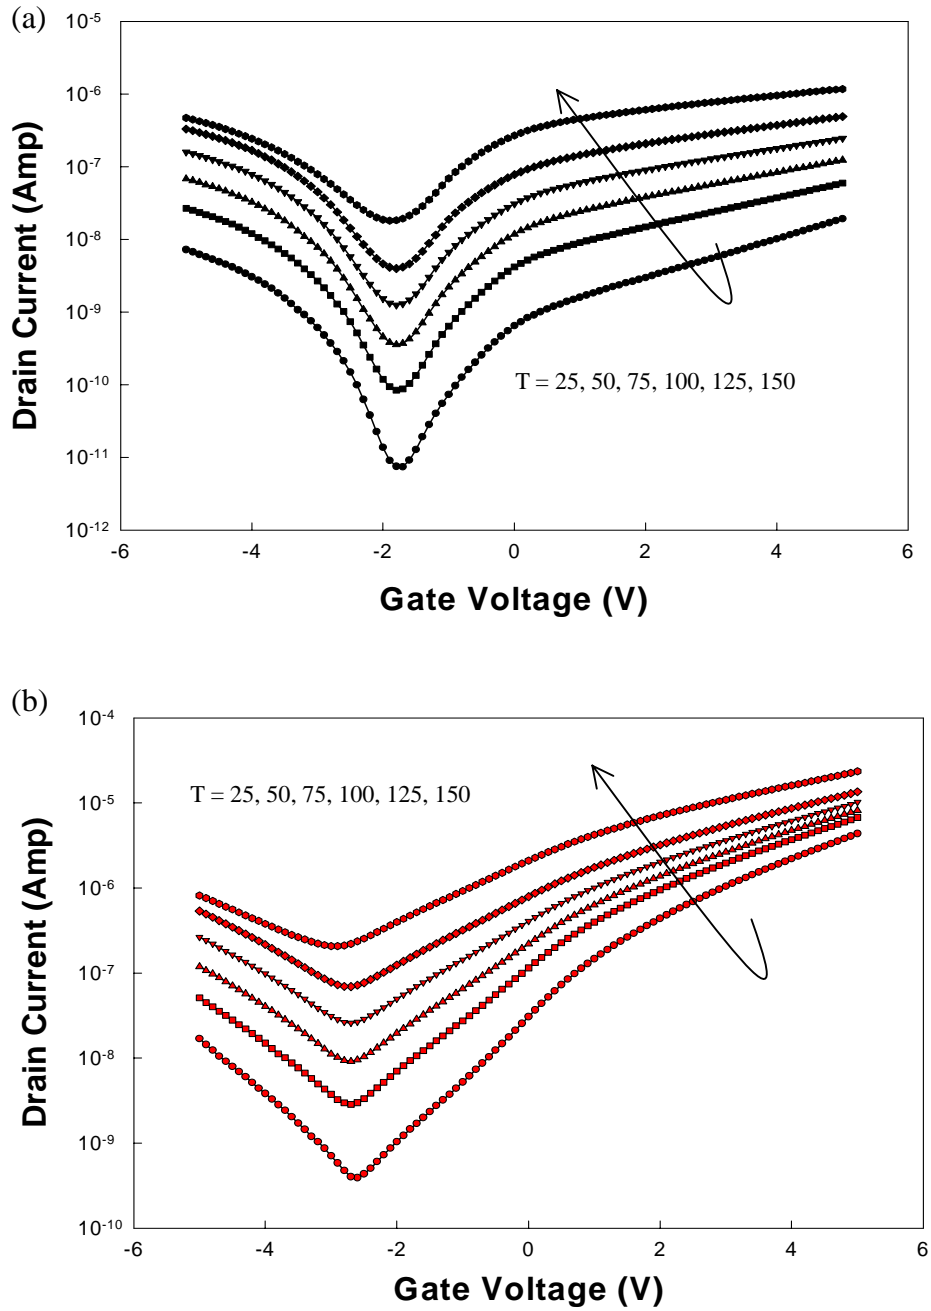 (a)
10-5
10-6
10-7
10-8
10-9
10-10
10-11
10-12
Drain Current (Amp)
T = 25, 50, 75, 100, 125, 150
-6 -4 -2 0 2 4 6
Gate Voltage (V)
(b)
10-4
10-5
10-6
10-7
10-8
10-9
10-10
Drain Current (Amp)
T = 25, 50, 75, 100, 125, 150
-6 -4 -2 0 2 4 6
Gate Voltage (V)